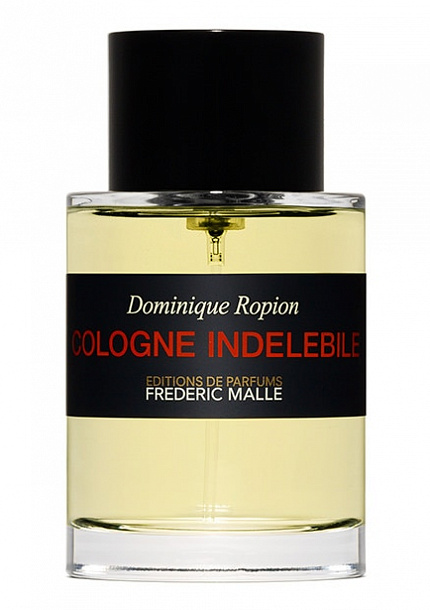 Dominique Ropion
COLOGNE INDELEBILE
EDITIONS DE PARFUMS
FREDERIC MALLE